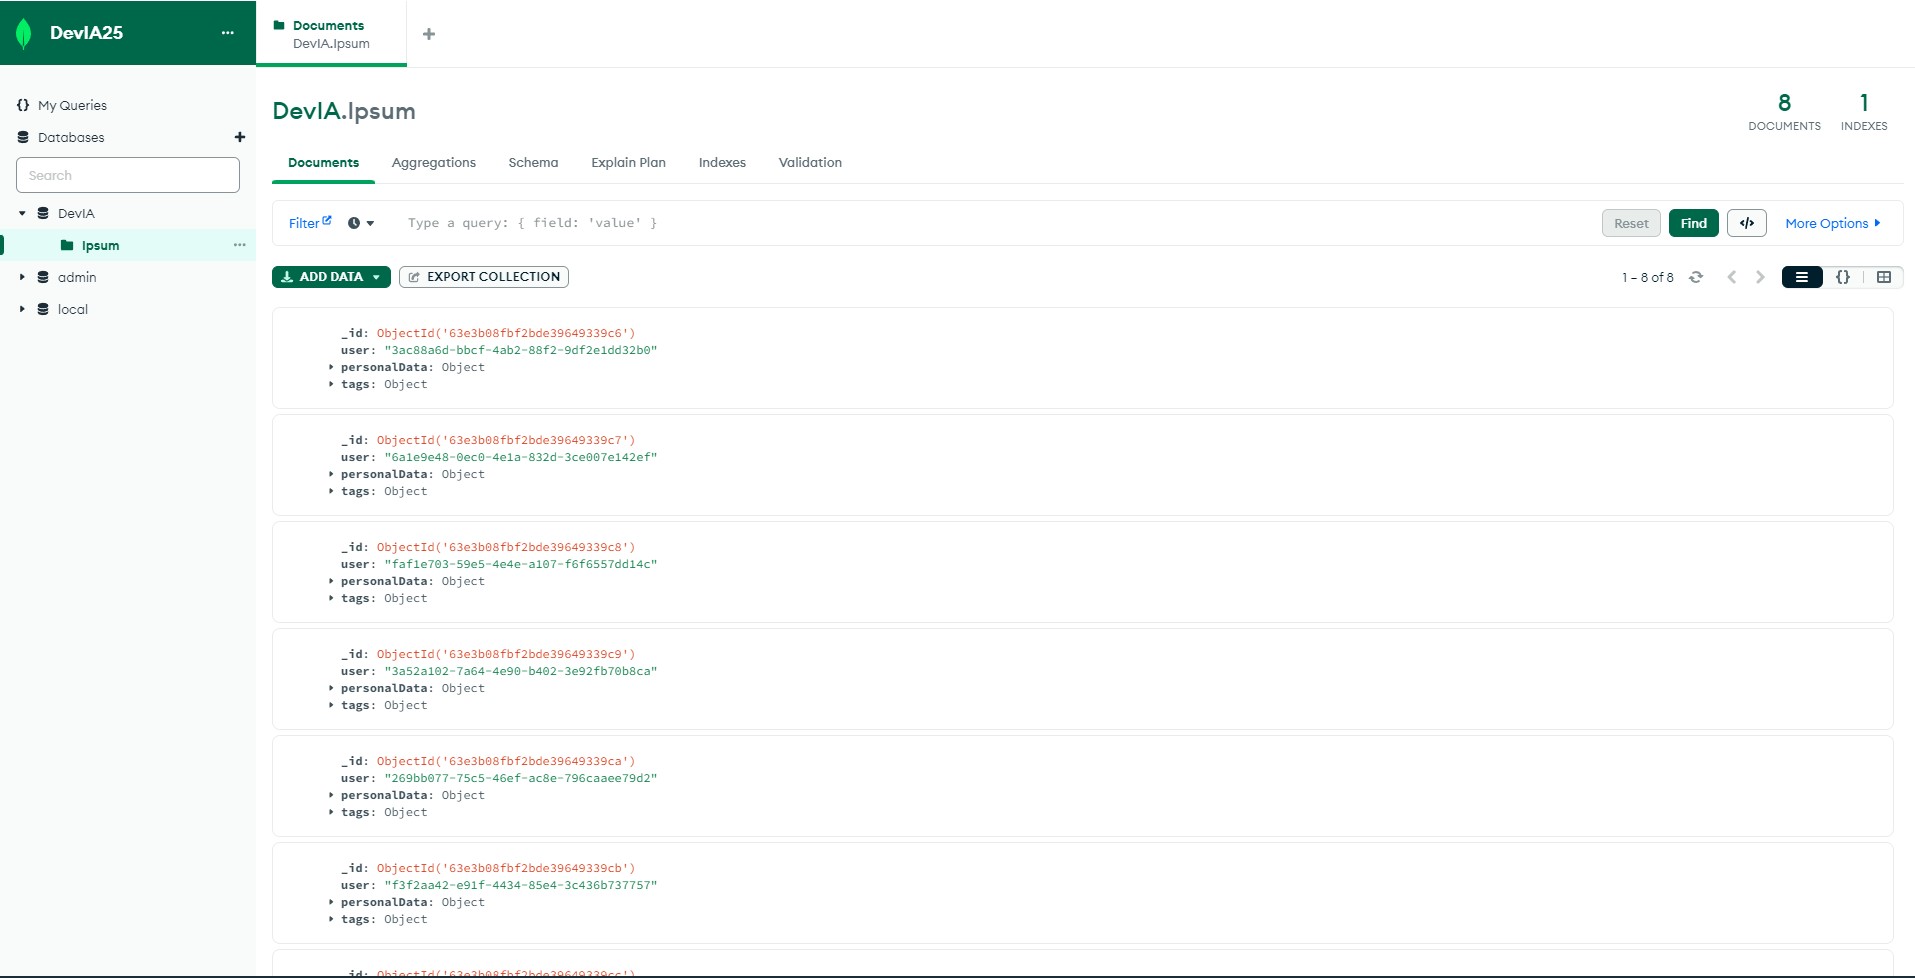 DevIA25
Documents
DevIA.Ipsum
My Queries
Databases
Search
DevIA
Ipsum
admin
local
DevIA.Ipsum
8
DOCUMENTS
1
INDEXES
Documents Aggregations Schema Explain Plan Indexes Validation
Filter Type a query: { field: 'value' } Reset Find </> More Options
ADD DATA EXPORT COLLECTION 1 – 8 of 8 {}
_id: ObjectId('63e3b08fbf2bde39649339c6')
user: "3ac88a6d-bbcf-4ab2-88f2-9df2e1dd32b0"
personalData: Object
tags: Object
_id: ObjectId('63e3b08fbf2bde39649339c7')
user: "6a1e9e48-0ec0-4e1a-832d-3ce007e142ef"
personalData: Object
tags: Object
_id: ObjectId('63e3b08fbf2bde39649339c8')
user: "faf1e703-59e5-4e4e-a107-f6f6557dd14c"
personalData: Object
tags: Object
_id: ObjectId('63e3b08fbf2bde39649339c9')
user: "3a52a102-7a64-4e90-b402-3e92fb70b8ca"
personalData: Object
tags: Object
_id: ObjectId('63e3b08fbf2bde39649339ca')
user: "269bb077-75c5-46ef-ac8e-796caaee79d2"
personalData: Object
tags: Object
_id: ObjectId('63e3b08fbf2bde39649339cb')
user: "f3f2aa42-e91f-4434-85e4-3c436b737757"
personalData: Object
tags: Object
_id: ObjectId('63e3b08fbf2bde39649339cc')